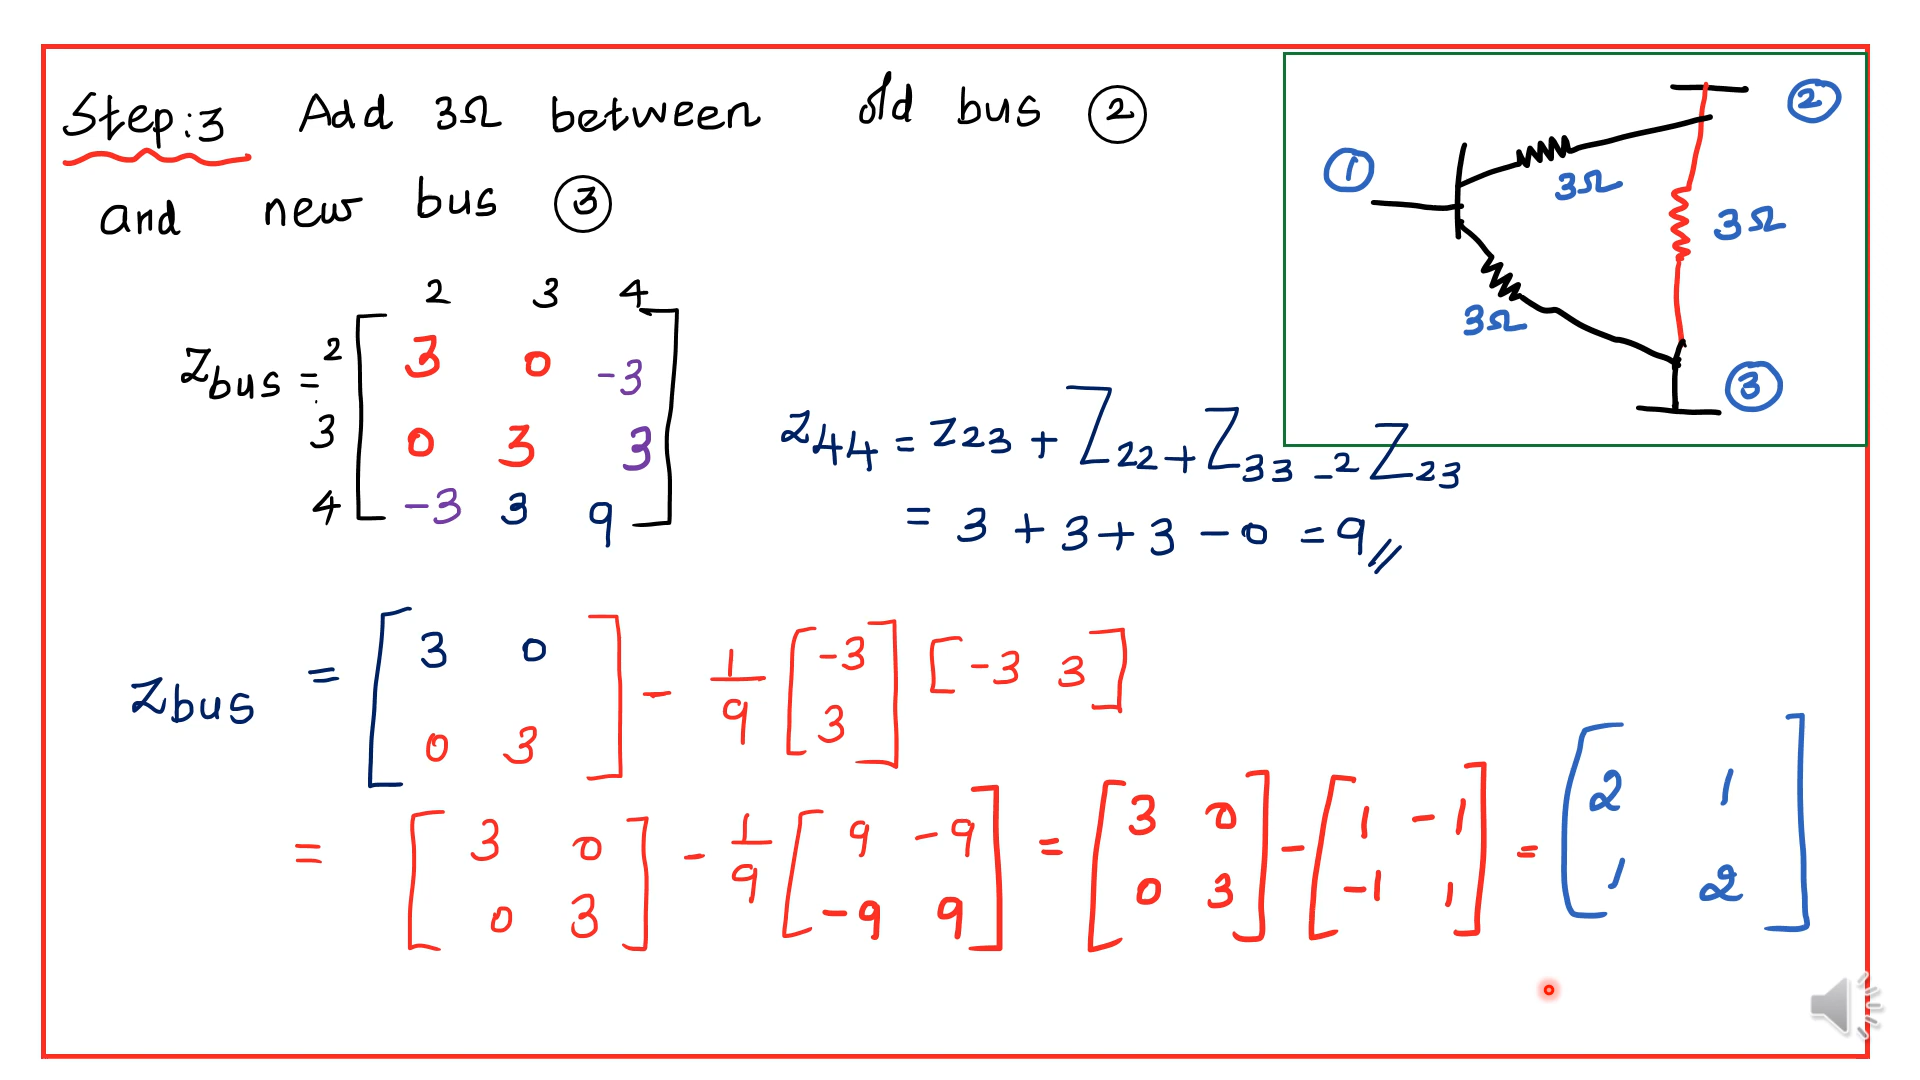 Step:3 Add 3Ω between old bus ②
and new bus ③
①
②
3Ω
3Ω
3Ω
③
2 3 4
Zbus = 2 [ 3 0 -3
3 0 3 3
4 -3 3 9 ]
z44 = z23 + Z22 + Z33 - 2 Z23
= 3 + 3 + 3 - 0 = 9 //
Zbus = [ 3 0
0 3 ] - 1/9 [ -3
3 ] [ -3 3 ]
= [ 3 0
0 3 ] - 1/9 [ 9 -9
-9 9 ] = [ 3 0
0 3 ] - [ 1 -1
-1 1 ] = [ 2 1
1 2 ]